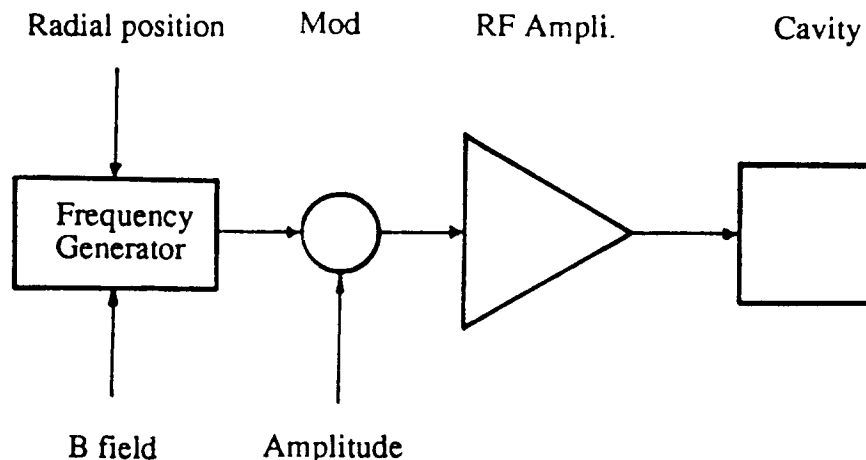 Radial position Mod RF Ampli. Cavity
Frequency
Generator
B field Amplitude